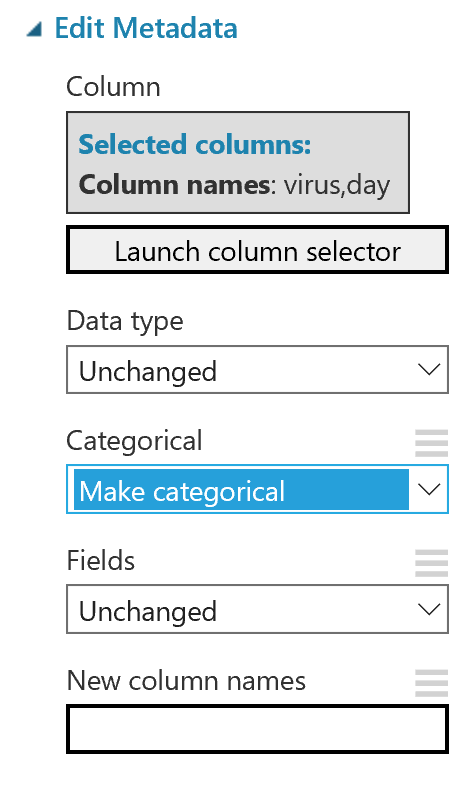 Edit Metadata
Column
Selected columns:
Column names: virus,day
Launch column selector
Data type
Unchanged
Categorical
Make categorical
Fields
Unchanged
New column names